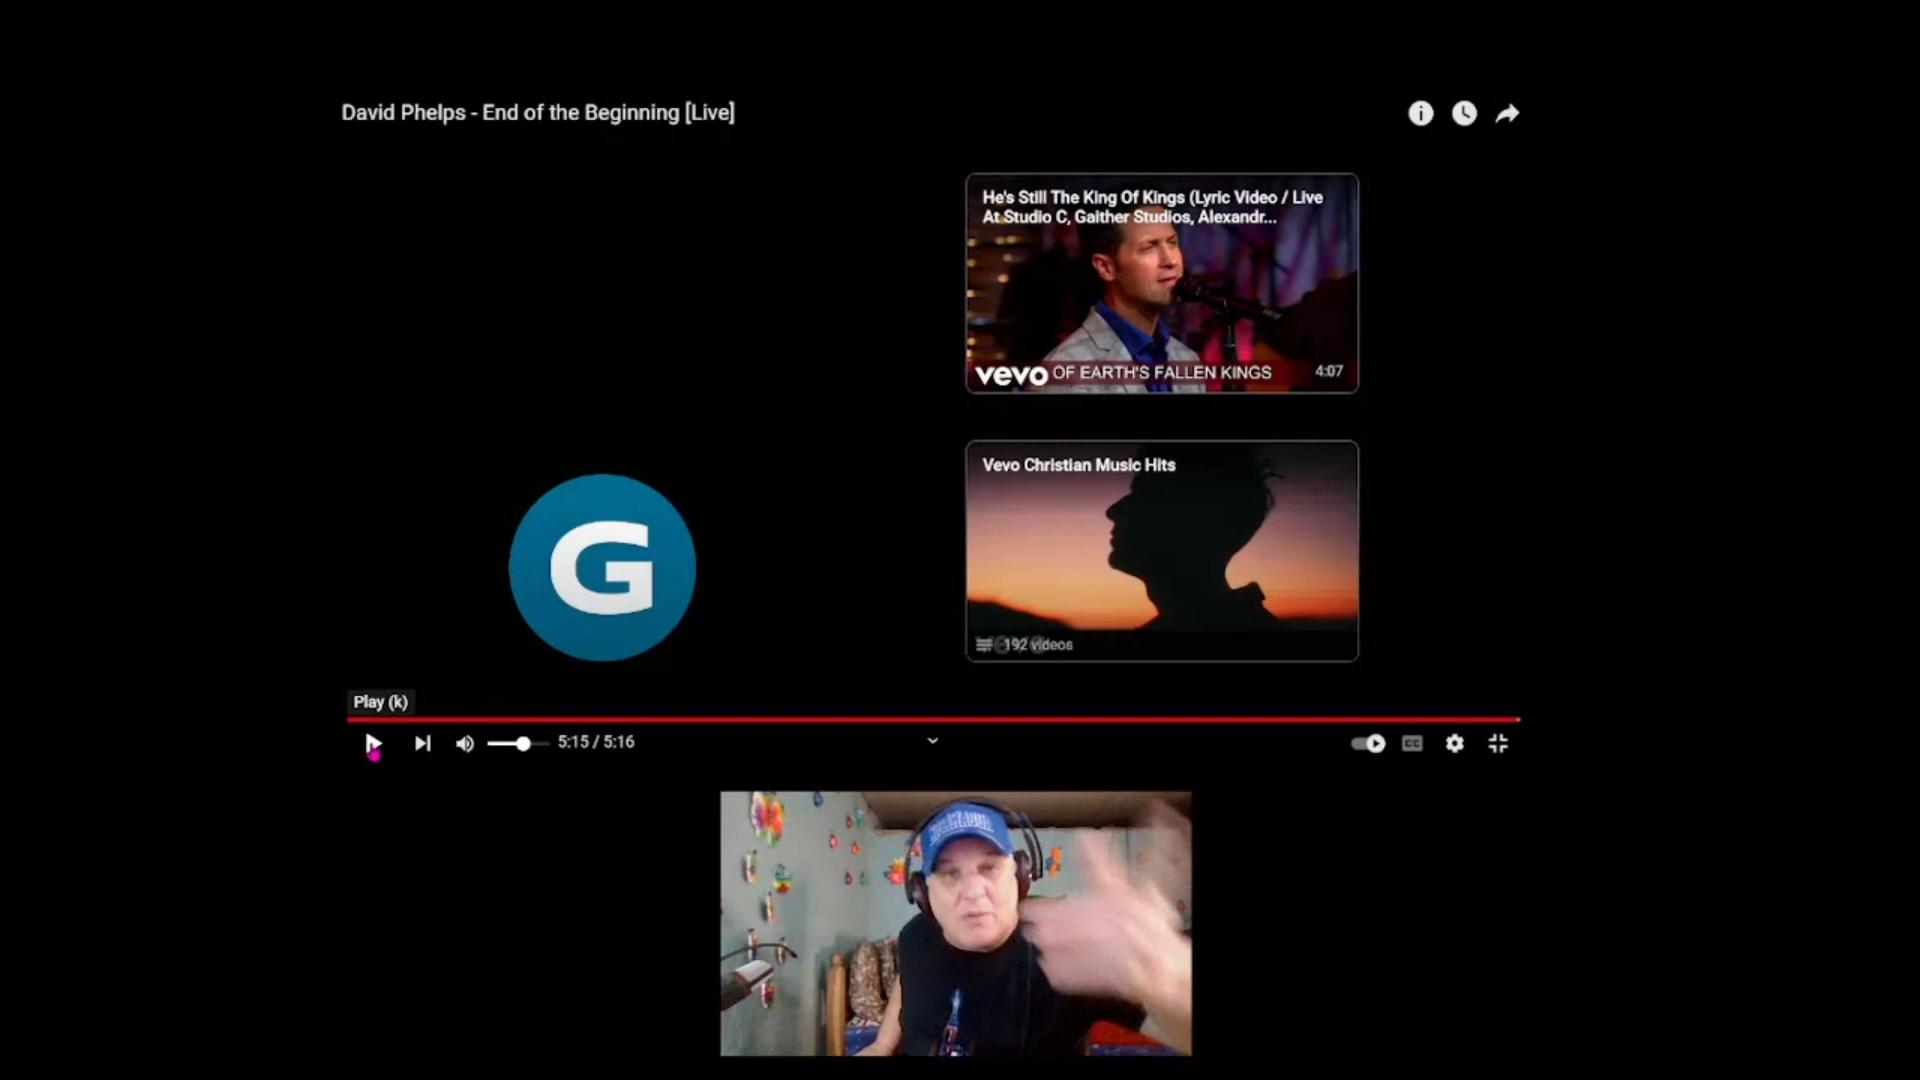 David Phelps - End of the Beginning [Live]
He's Still The King Of Kings (Lyric Video / Live
At Studio C, Gaither Studios, Alexandr...
vevo OF EARTH'S FALLEN KINGS 4:07
Vevo Christian Music Hits
192 videos
G
Play (k)
5:15 / 5:16
CC